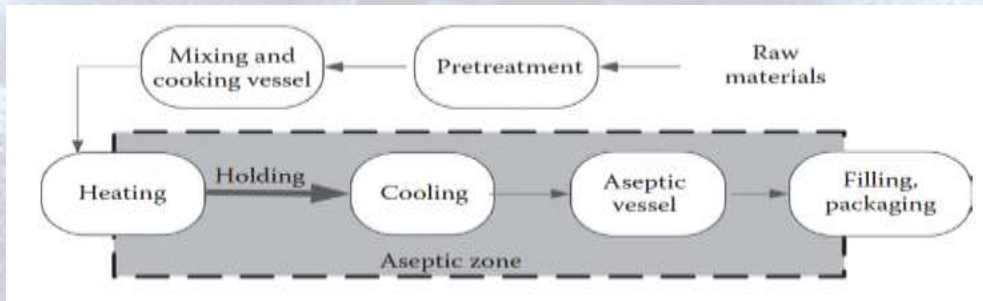 Mixing and
cooking vessel
Pretreatment
Raw
materials
Heating
Holding
Cooling
Aseptic
vessel
Filling,
packaging
Aseptic zone